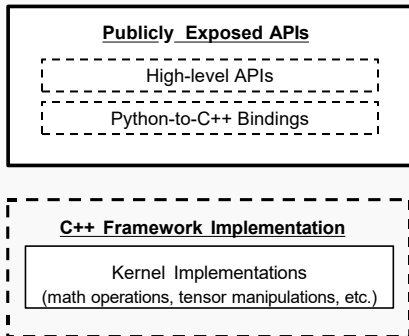 Publicly Exposed APIs
High-level APIs
Python-to-C++ Bindings
C++ Framework Implementation
Kernel Implementations
(math operations, tensor manipulations, etc.)